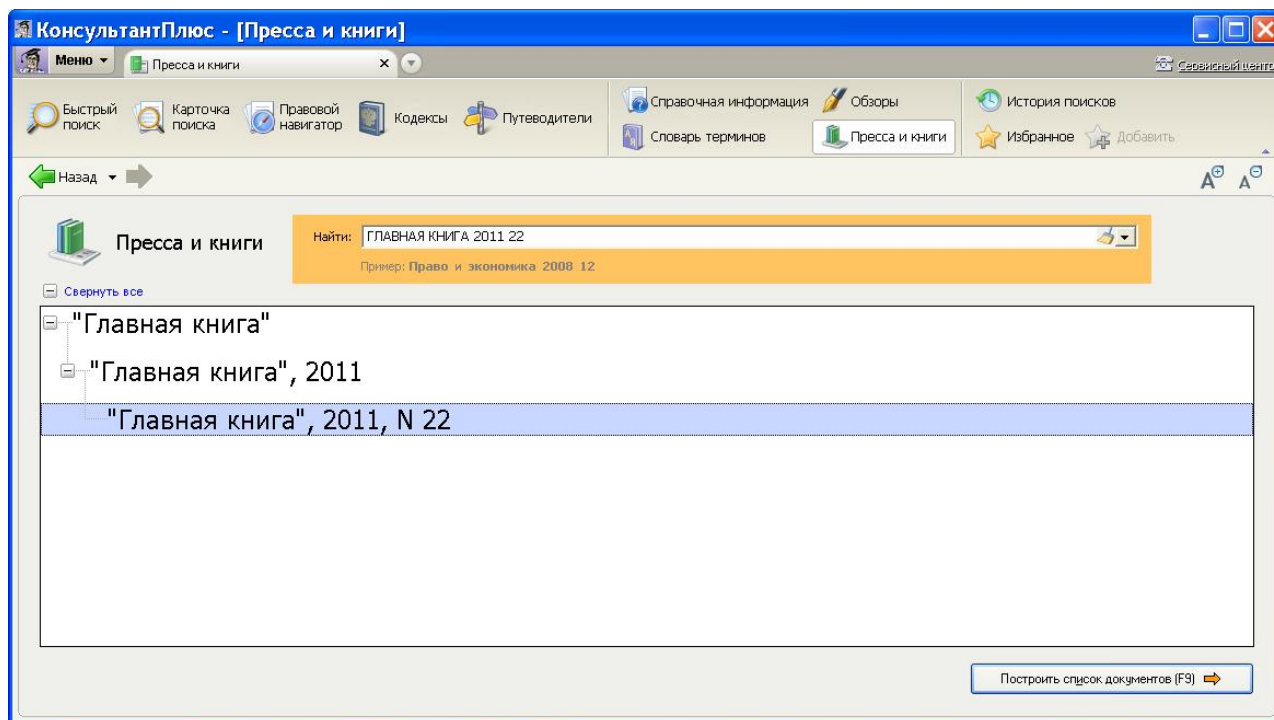 КонсультантПлюс - [Пресса и книги]
Меню
Пресса и книги
Сервисный центр
Быстрый поиск
Карточка поиска
Правовой навигатор
Кодексы
Путеводители
Справочная информация
Словарь терминов
Обзоры
Пресса и книги
История поисков
Избранное
Добавить
Назад
Пресса и книги
Найти: ГЛАВНАЯ КНИГА 2011 22
Пример: Право и экономика 2008 12
Свернуть все
"Главная книга"
"Главная книга", 2011
"Главная книга", 2011, N 22
Построить список документов (F9)